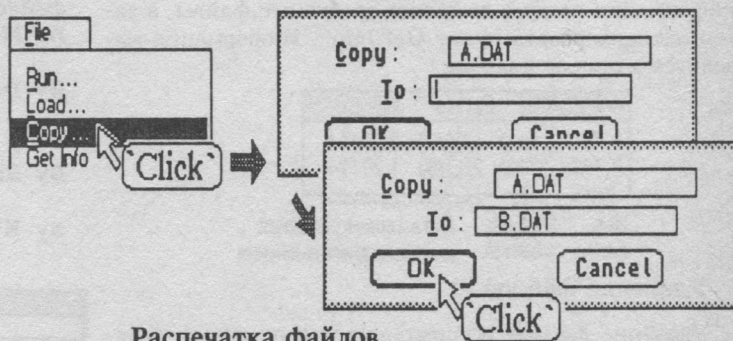 File
Run...
Load...
Copy...
Get Info
`Click`
Copy: A.DAT
To:
OK Cancel
Copy: A.DAT
To: B.DAT
OK Cancel
`Click`
Распечатка файлов